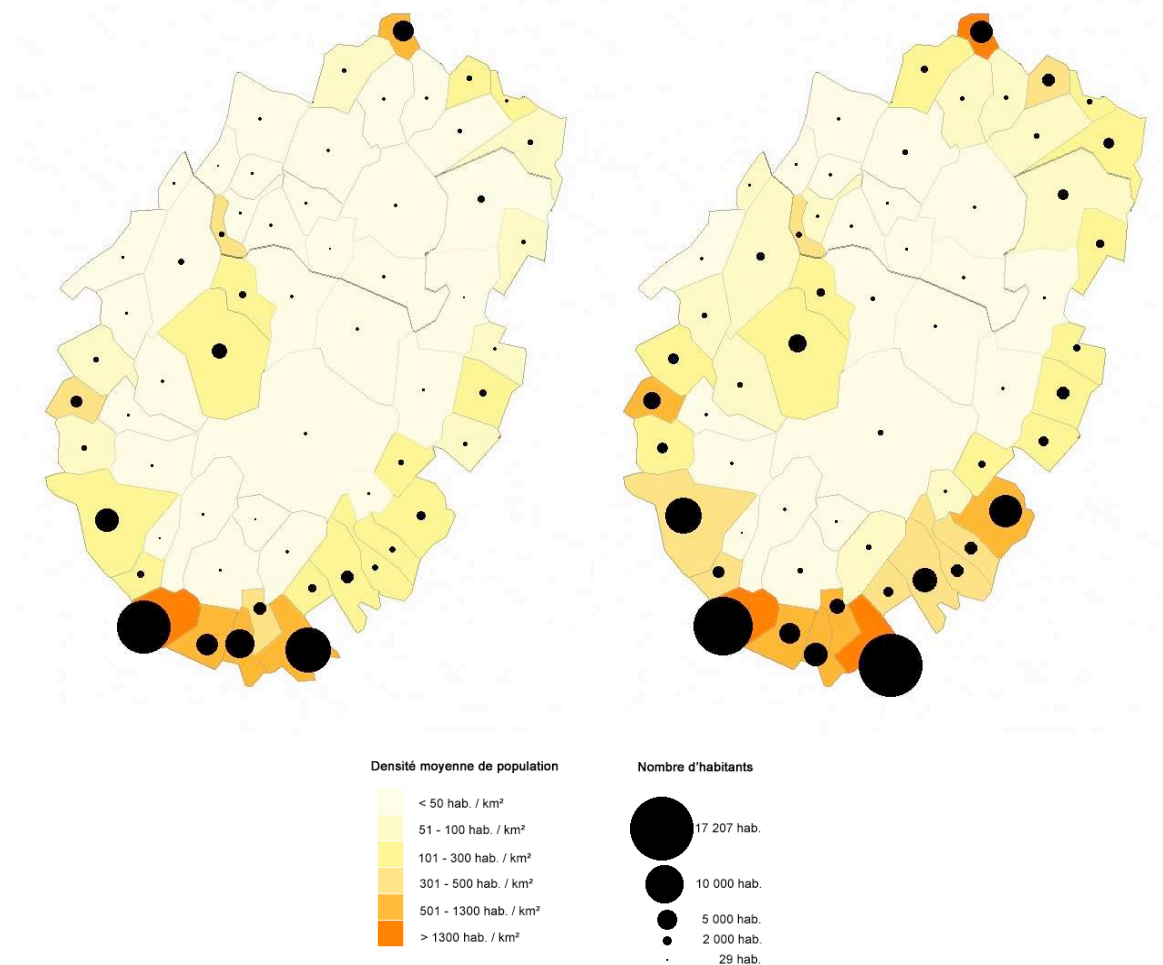 Densité moyenne de population
< 50 hab. / km²
51 - 100 hab. / km²
101 - 300 hab. / km²
301 - 500 hab. / km²
501 - 1300 hab. / km²
> 1300 hab. / km²
Nombre d'habitants
17 207 hab.
10 000 hab.
5 000 hab.
2 000 hab.
29 hab.